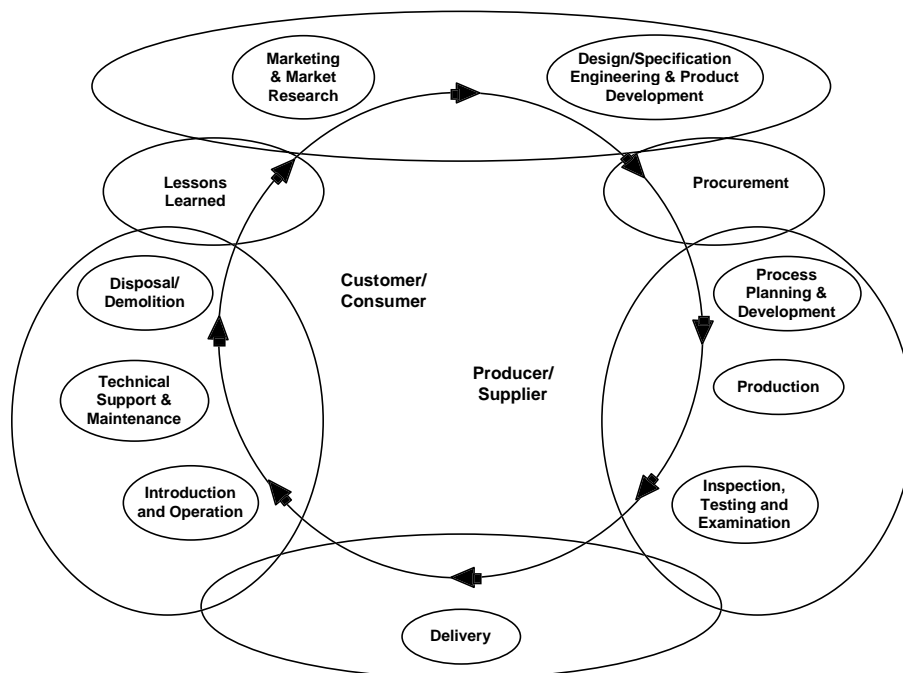 Marketing
& Market
Research
Design/Specification
Engineering & Product
Development
Lessons
Learned
Procurement
Disposal/
Demolition
Customer/
Consumer
Process
Planning &
Development
Technical
Support &
Maintenance
Producer/
Supplier
Production
Introduction
and Operation
Inspection,
Testing and
Examination
Delivery